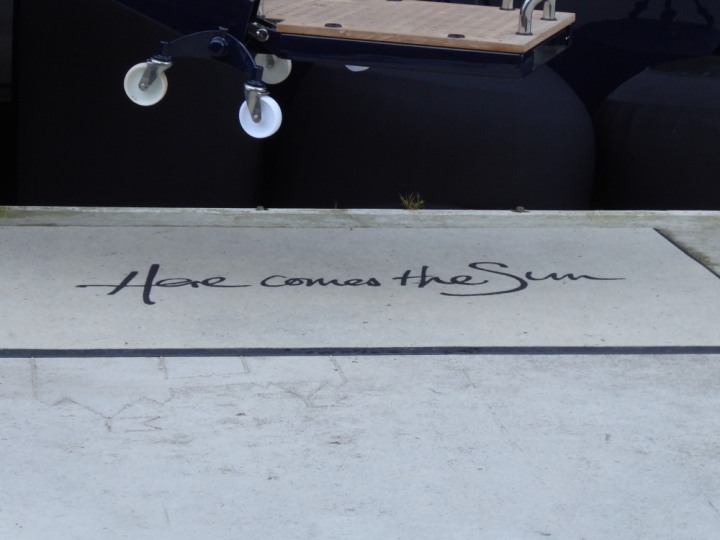 Here comes the Sun